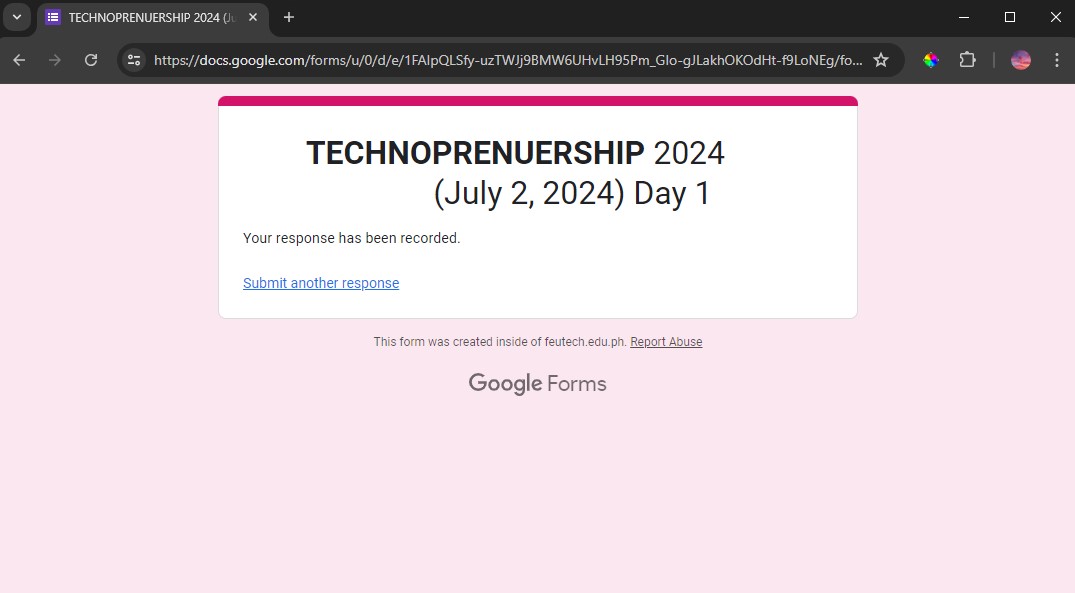 TECHNOPRENUERSHIP 2024 (Ju
https://docs.google.com/forms/u/0/d/e/1FAIpQLSfy-uzTWJj9BMW6UHvLH95Pm_Glo-gJLakhOKOdHt-f9LoNEg/fo...
TECHNOPRENUERSHIP 2024
(July 2, 2024) Day 1
Your response has been recorded.
Submit another response
This form was created inside of feutech.edu.ph. Report Abuse
Google Forms